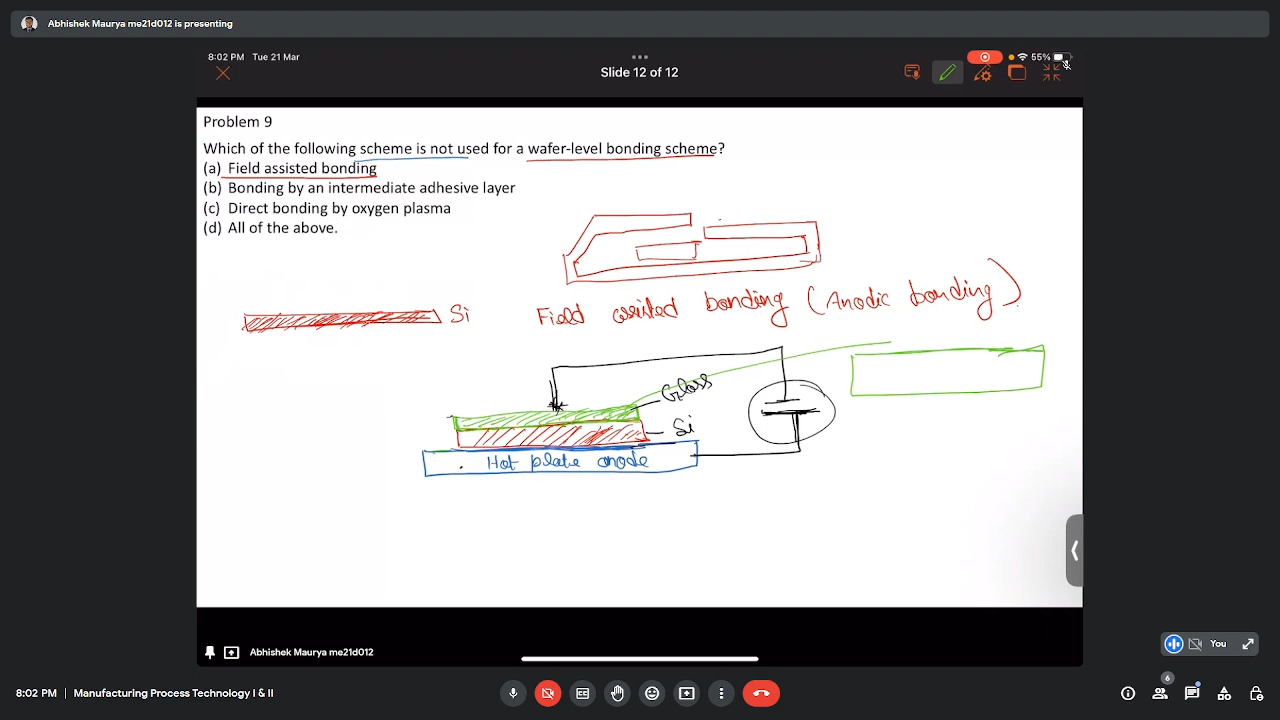 Abhishek Maurya me21d012 is presenting
8:02 PM Tue 21 Mar
55%
Slide 12 of 12
Problem 9
Which of the following scheme is not used for a wafer-level bonding scheme?
(a) Field assisted bonding
(b) Bonding by an intermediate adhesive layer
(c) Direct bonding by oxygen plasma
(d) All of the above.
Si
Field assisted bonding (Anodic bonding)
Glass
Si
Hot plate anode
Abhishek Maurya me21d012
You
8:02 PM | Manufacturing Process Technology I & II
6